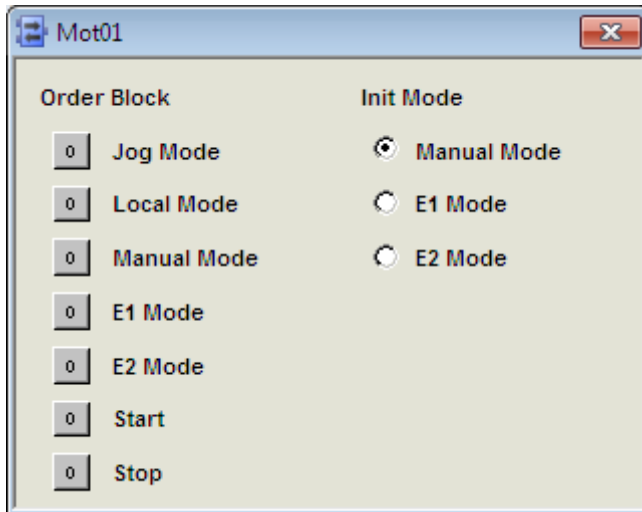 Mot01
Order Block
Init Mode
0 Jog Mode
Manual Mode
0 Local Mode
E1 Mode
0 Manual Mode
E2 Mode
0 E1 Mode
0 E2 Mode
0 Start
0 Stop